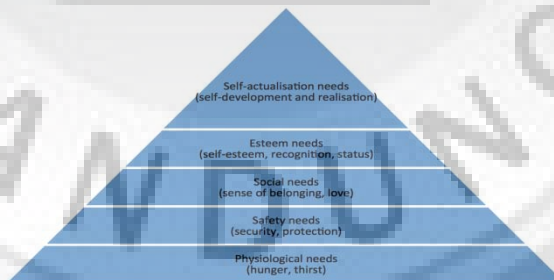 Self-actualisation needs
(self-development and realisation)
Esteem needs
(self-esteem, recognition, status)
Social needs
(sense of belonging, love)
Safety needs
(security, protection)
Physiological needs
(hunger, thirst)